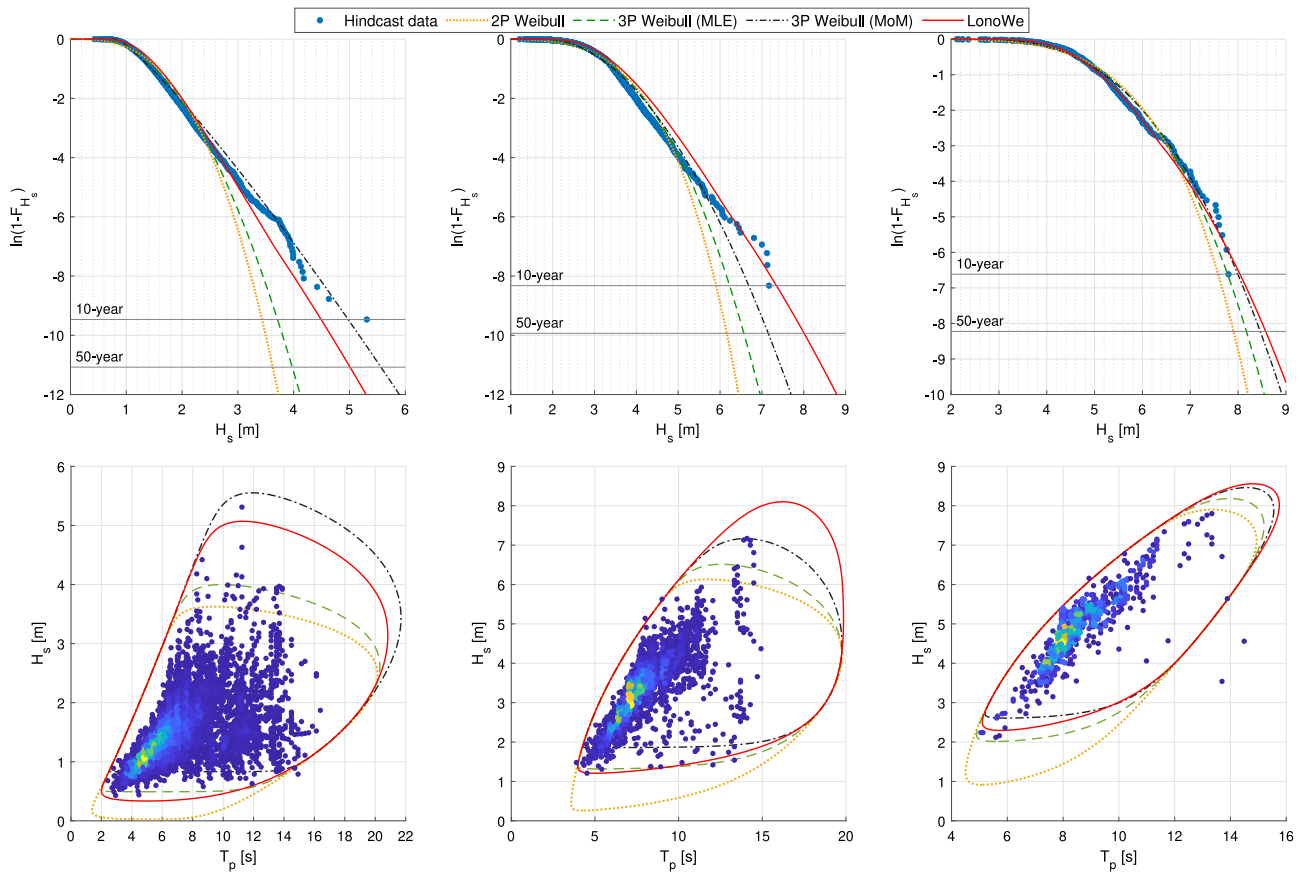 Hindcast data 2P Weibull 3P Weibull (MLE) 3P Weibull (MoM) LonoWe
0
-2
-4
-6
-8
-10
-12
ln(1-F_{H_s})
10-year
50-year
0 1 2 3 4 5 6
H_s [m]
0
-2
-4
-6
-8
-10
-12
ln(1-F_{H_s})
10-year
50-year
1 2 3 4 5 6 7 8 9
H_s [m]
0
-1
-2
-3
-4
-5
-6
-7
-8
-9
-10
ln(1-F_{H_s})
10-year
50-year
2 3 4 5 6 7 8 9
H_s [m]
6
5
4
3
2
1
0
H_s [m]
0 2 4 6 8 10 12 14 16 18 20 22
T_p [s]
9
8
7
6
5
4
3
2
1
0
H_s [m]
0 5 10 15 20
T_p [s]
9
8
7
6
5
4
3
2
1
0
H_s [m]
4 6 8 10 12 14 16
T_p [s]